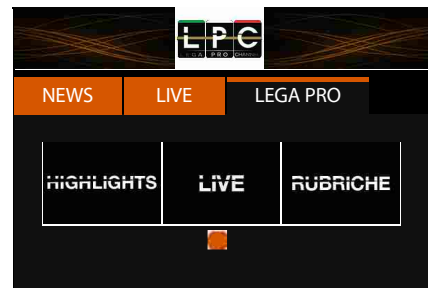 LPC
LEGA PRO CHANNEL
NEWS LIVE LEGA PRO
HIGHLIGHTS LIVE RUBRICHE